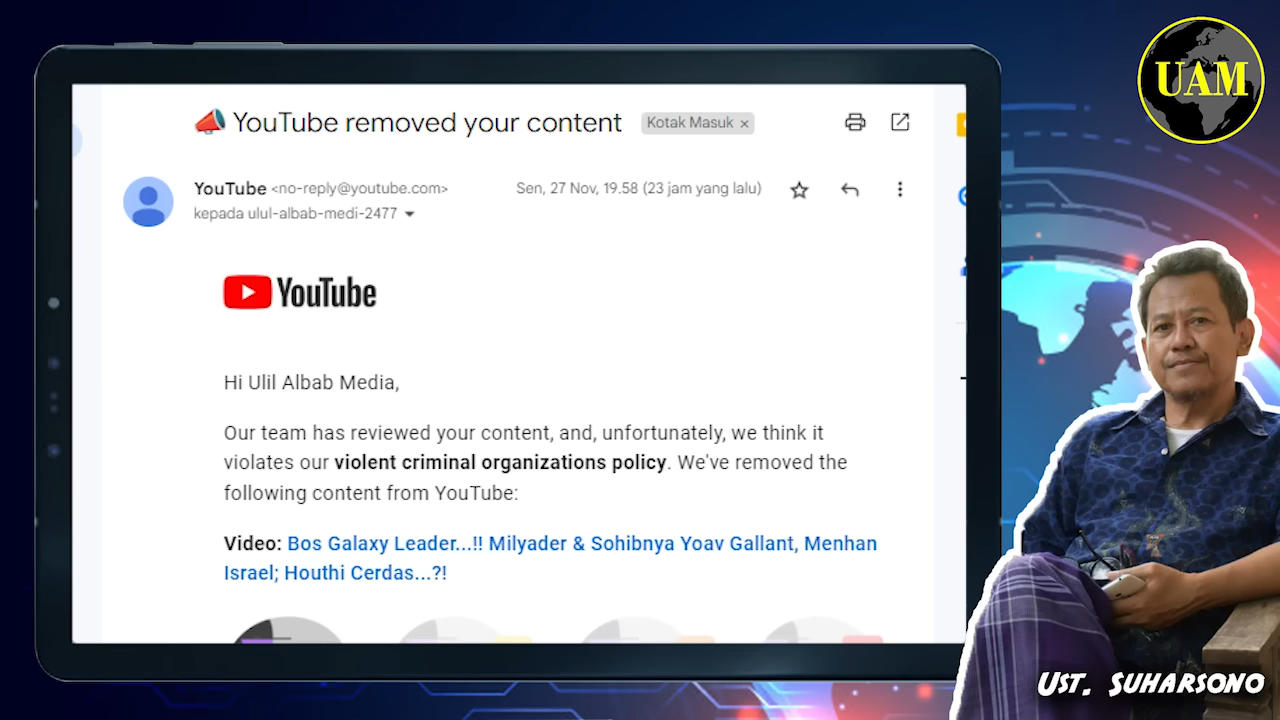 UAM
YouTube removed your content Kotak Masuk ×
YouTube <no-reply@youtube.com> Sen, 27 Nov, 19.58 (23 jam yang lalu)
kepada ulul-albab-medi-2477
YouTube
Hi Ulil Albab Media,
Our team has reviewed your content, and, unfortunately, we think it
violates our violent criminal organizations policy. We've removed the
following content from YouTube:
Video: Bos Galaxy Leader...!! Milyader & Sohibnya Yoav Gallant, Menhan
Israel; Houthi Cerdas...?!
UST. SUHARSONO